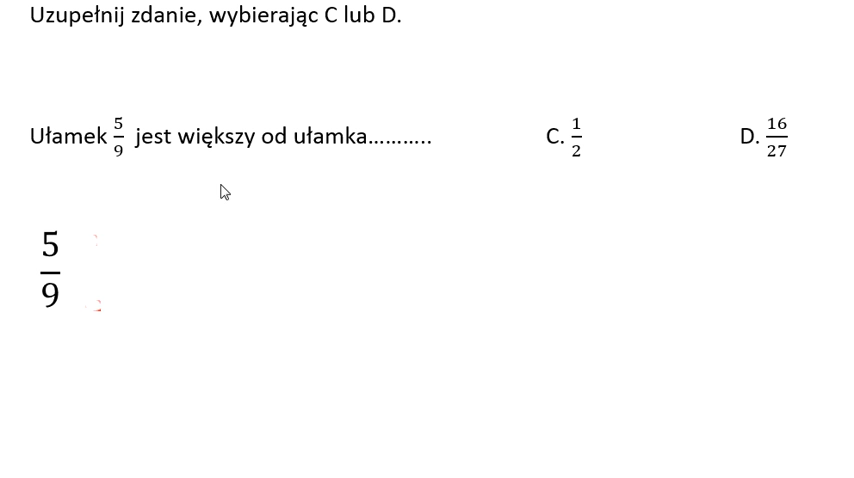 Uzupełnij zdanie, wybierając C lub D.
Ułamek 5/9 jest większy od ułamka……….. C. 1/2 D. 16/27
5/9